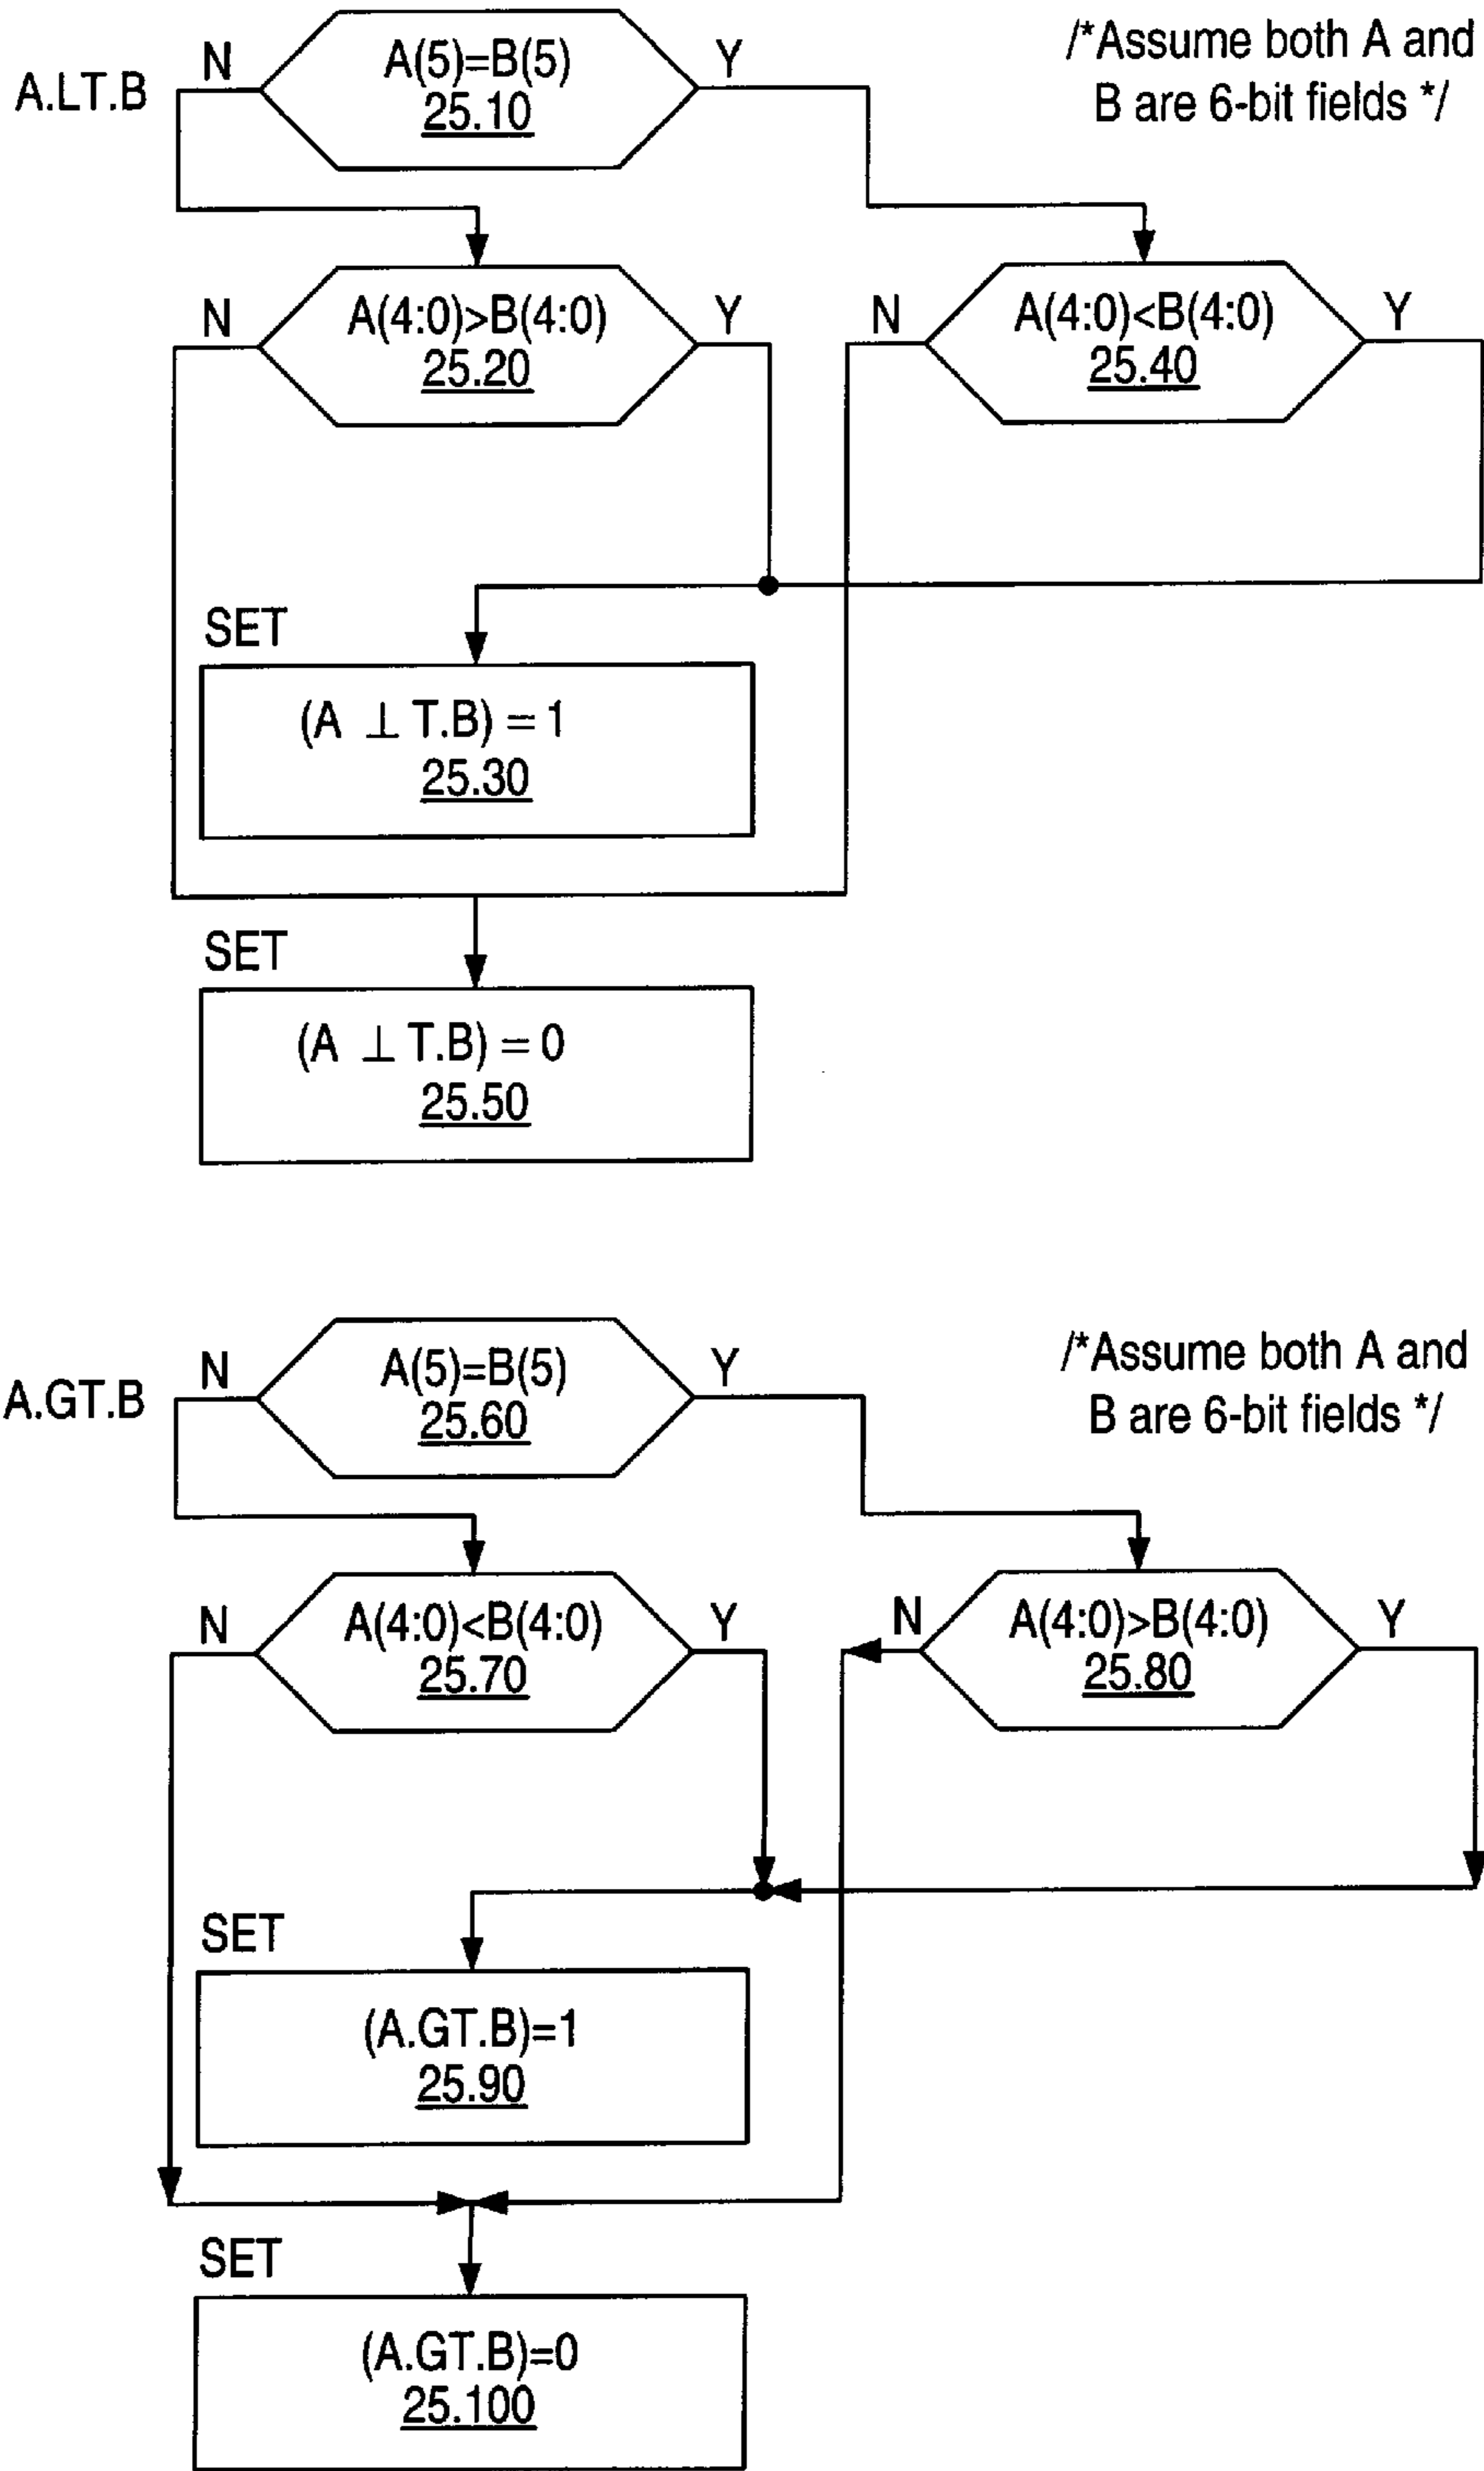 /*Assume both A and
B are 6-bit fields */
A.LT.B
N
A(5)=B(5)
25.10
Y
N
A(4:0)>B(4:0)
25.20
Y
N
A(4:0)<B(4:0)
25.40
Y
SET
(A ⊥ T.B) = 1
25.30
SET
(A ⊥ T.B) = 0
25.50
/*Assume both A and
B are 6-bit fields */
A.GT.B
N
A(5)=B(5)
25.60
Y
N
A(4:0)<B(4:0)
25.70
Y
N
A(4:0)>B(4:0)
25.80
Y
SET
(A.GT.B)=1
25.90
SET
(A.GT.B)=0
25.100